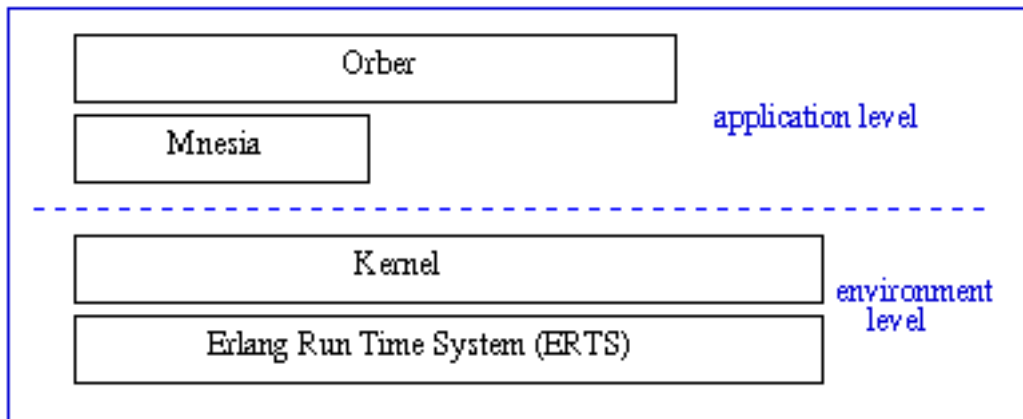 Orber
application level
Mnesia
Kernel
environment
level
Erlang Run Time System (ERTS)